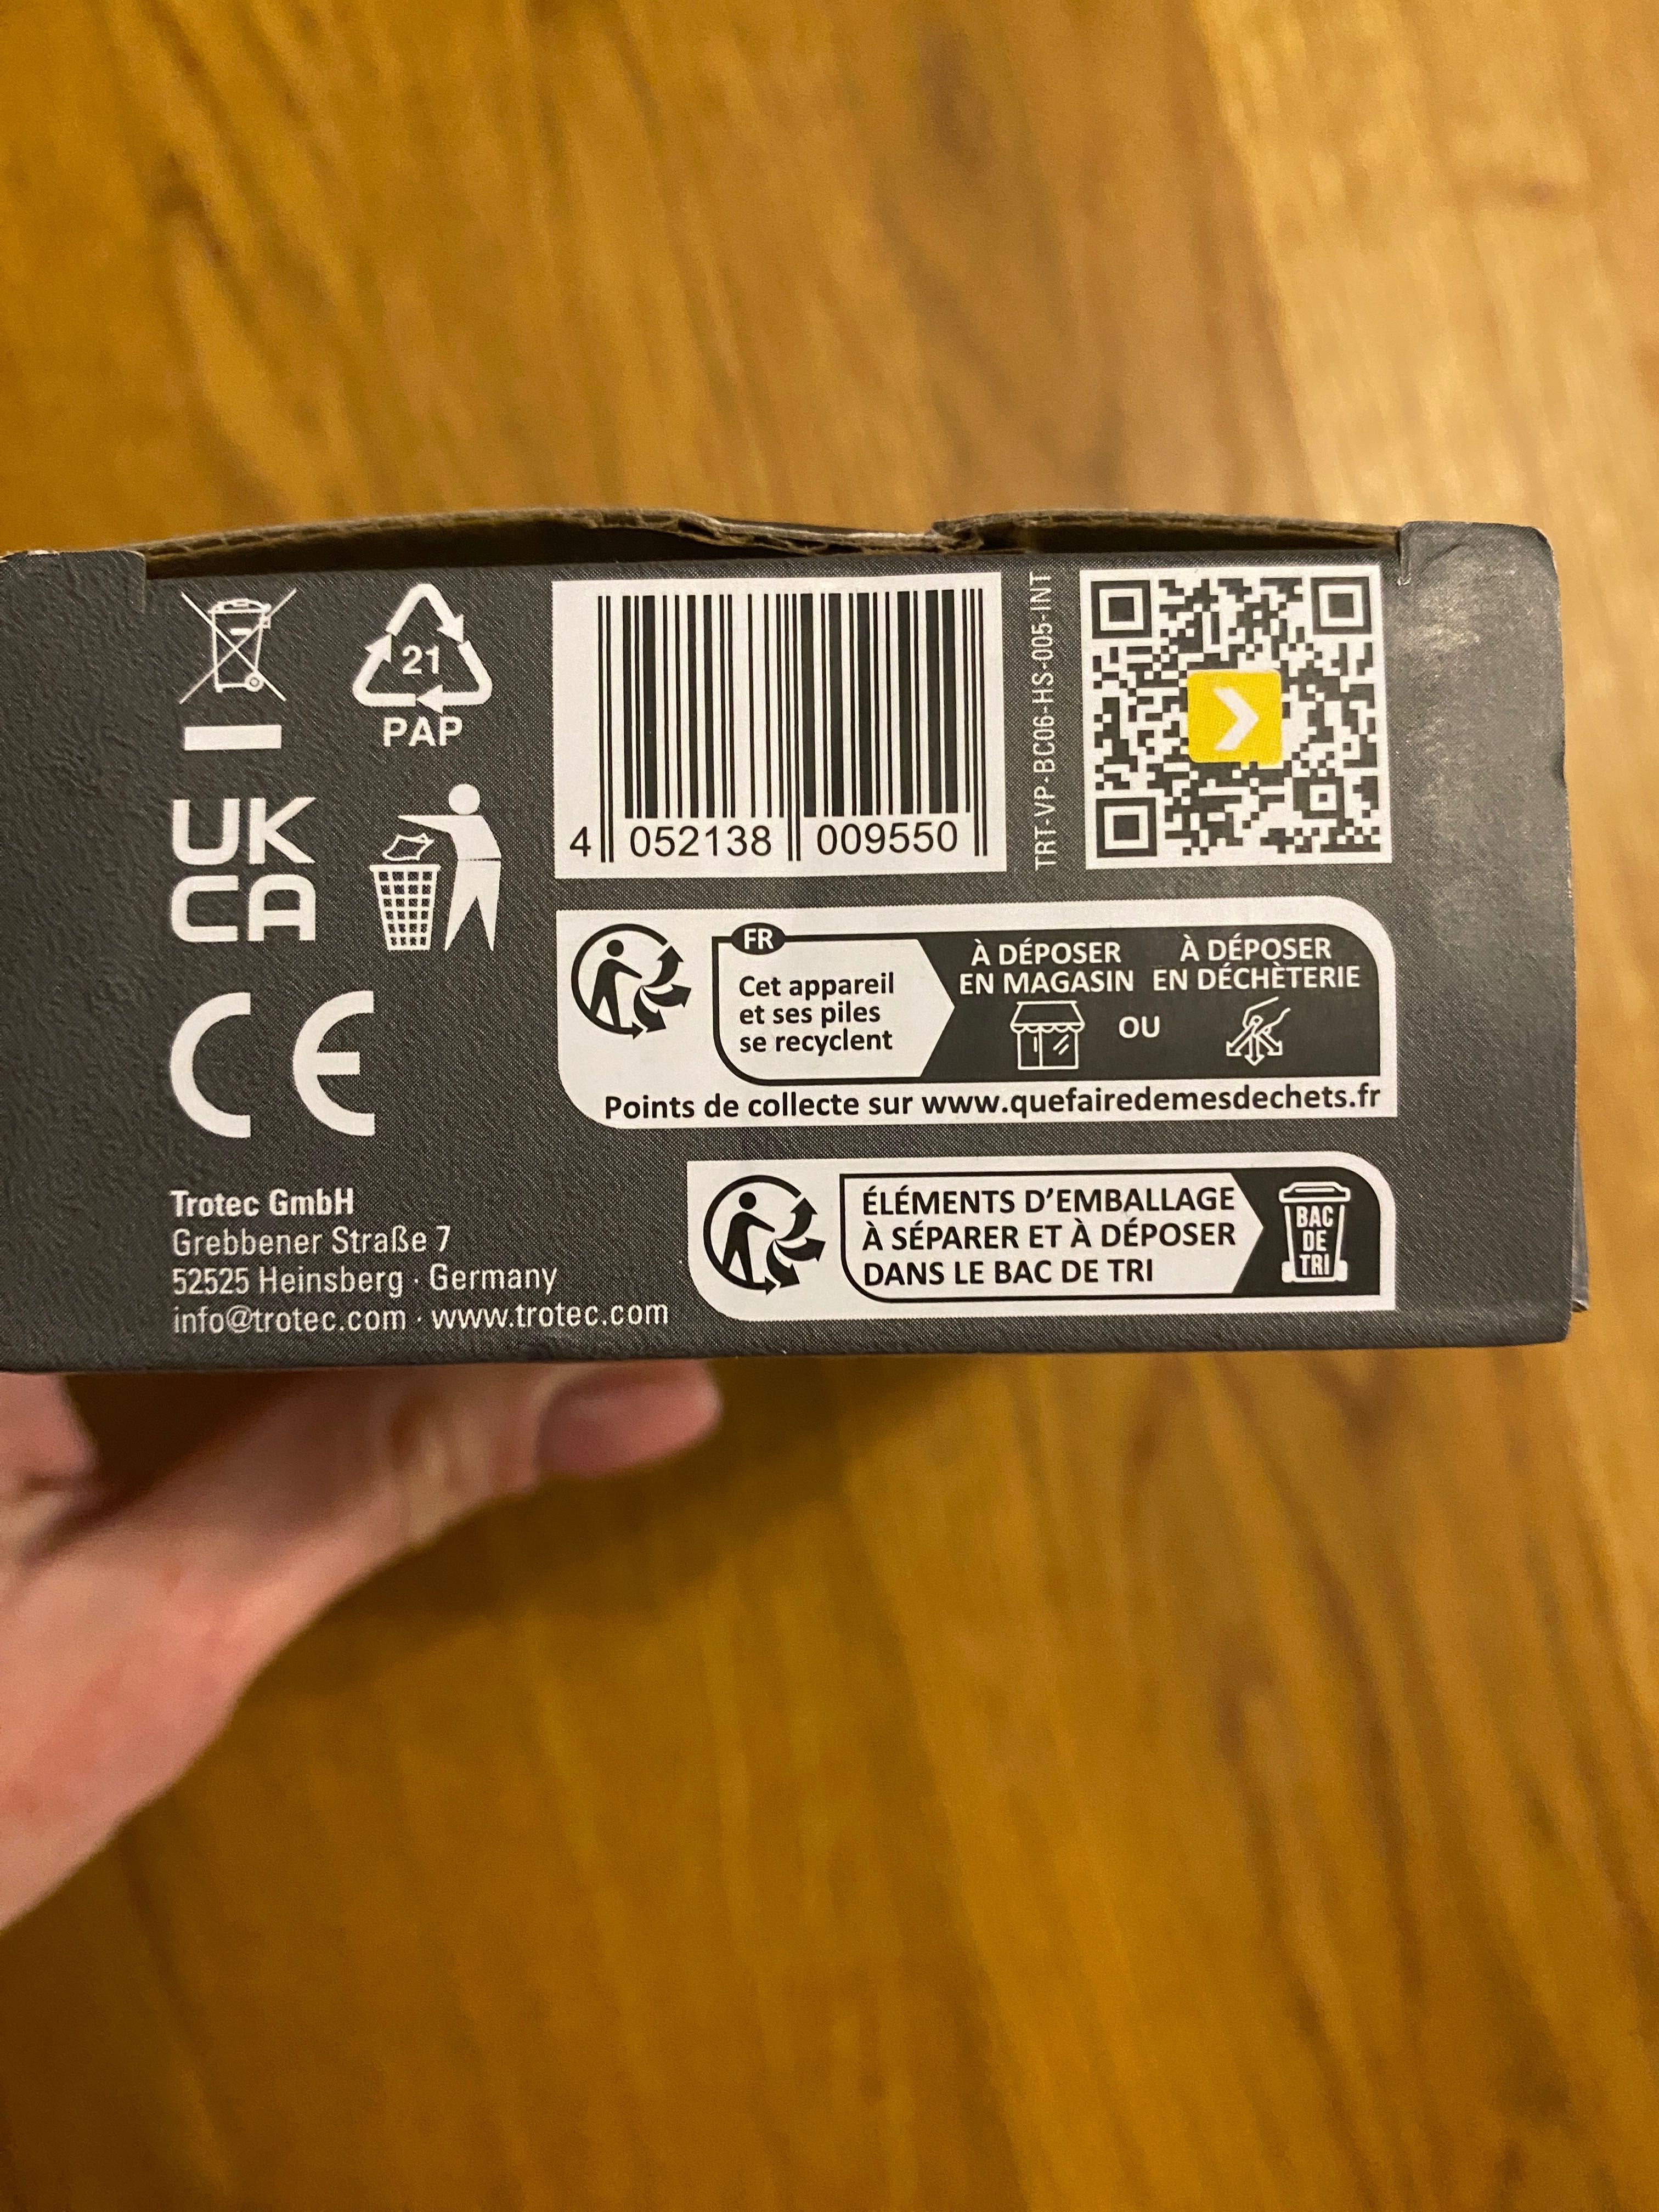 21
PAP
UK
CA
CE
Trotec GmbH
Grebbener Straße 7
52525 Heinsberg · Germany
info@trotec.com · www.trotec.com
4 052138 009550
TRT-VP-BC06-HS-005-INT
FR
Cet appareil
et ses piles
se recyclent
À DÉPOSER
EN MAGASIN
OU
À DÉPOSER
EN DÉCHÈTERIE
Points de collecte sur www.quefairedemesdechets.fr
ÉLÉMENTS D’EMBALLAGE
À SÉPARER ET À DÉPOSER
DANS LE BAC DE TRI
BAC
DE
TRI